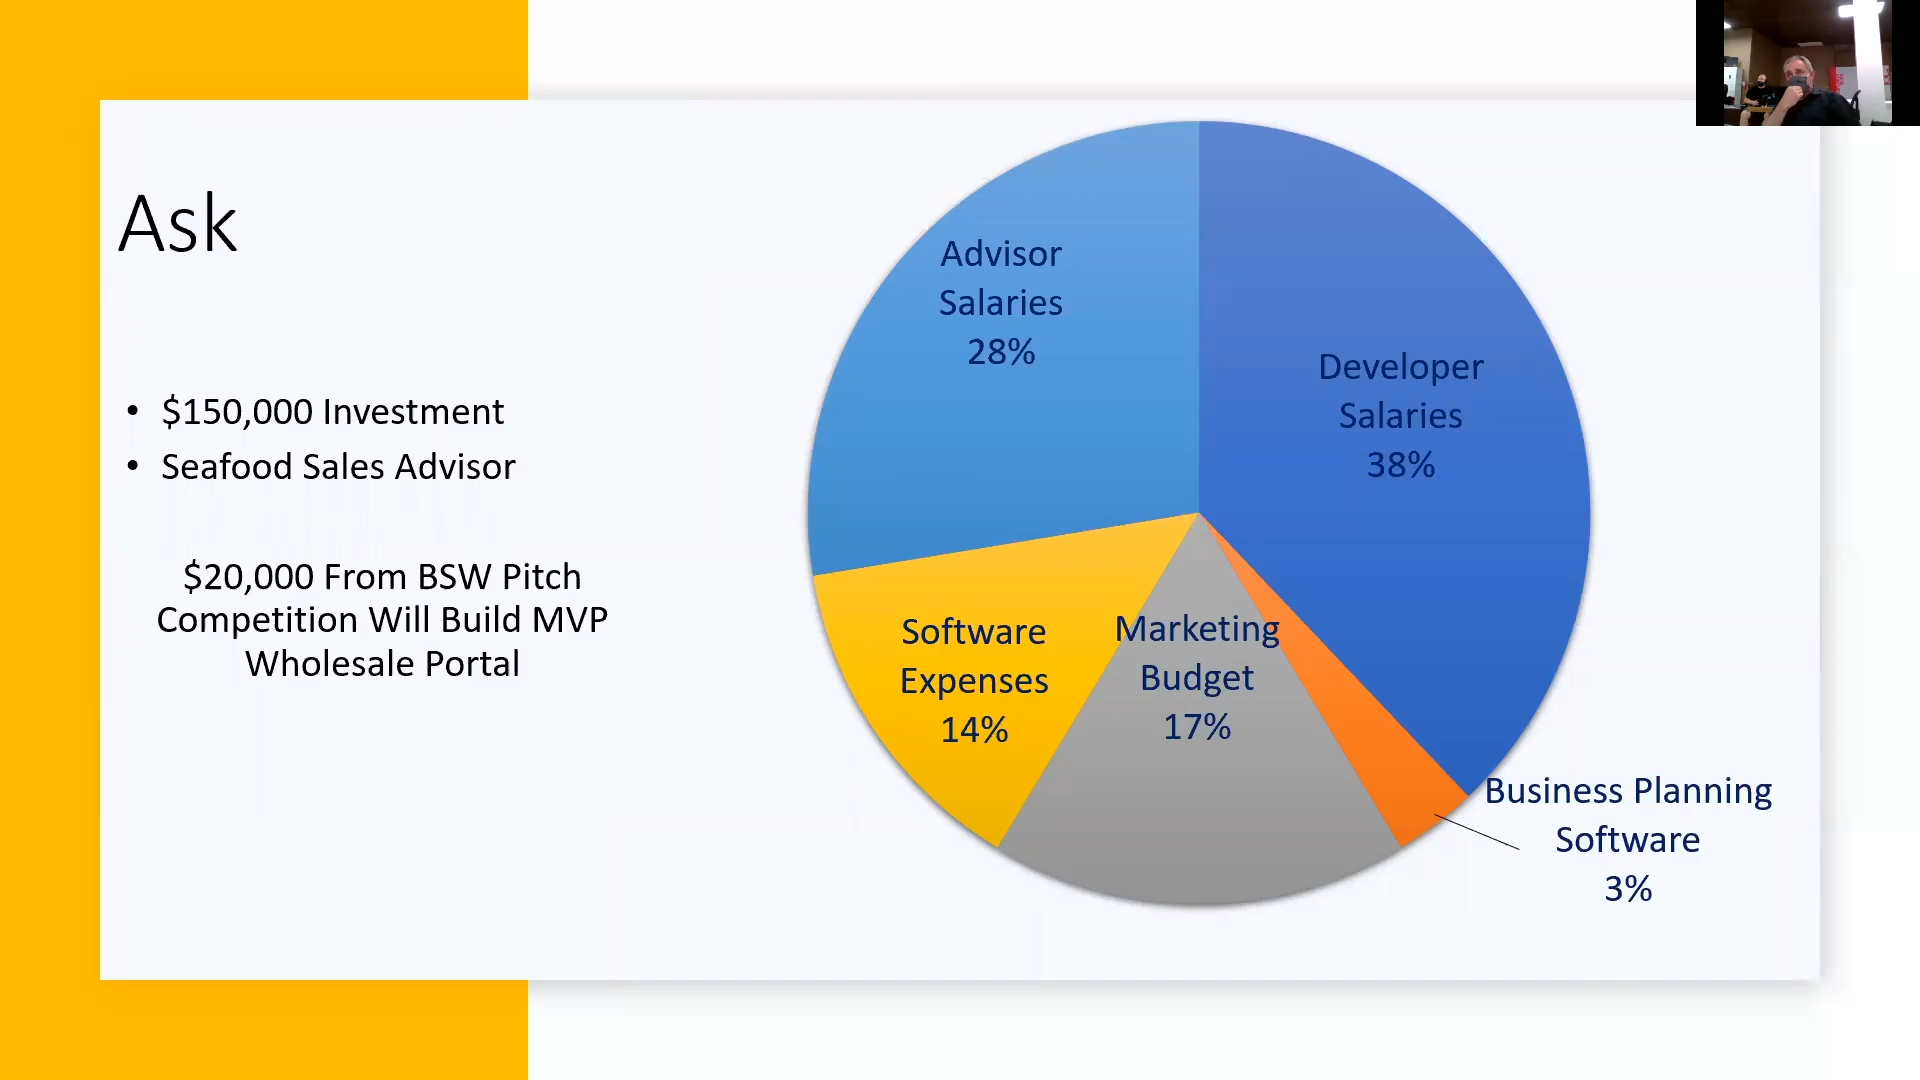 Ask
• $150,000 Investment
• Seafood Sales Advisor
$20,000 From BSW Pitch
Competition Will Build MVP
Wholesale Portal
Advisor
Salaries
28%
Developer
Salaries
38%
Software
Expenses
14%
Marketing
Budget
17%
Business Planning
Software
3%